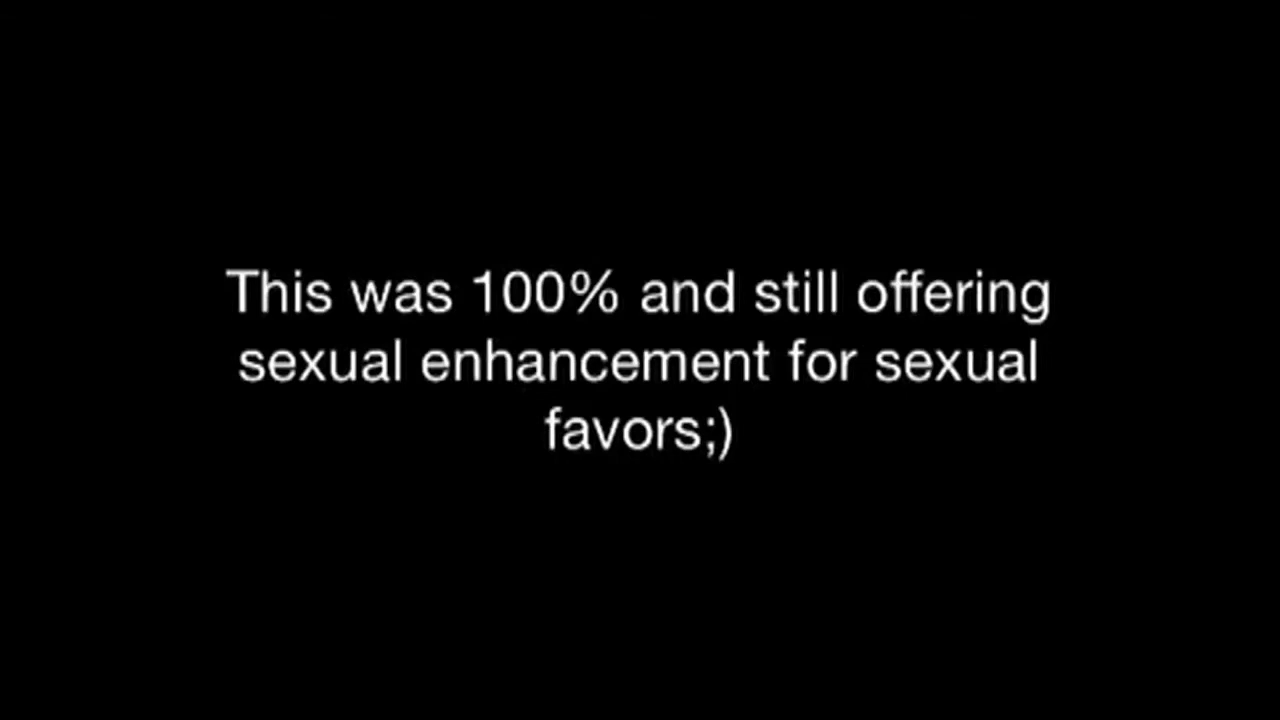 This was 100% and still offering
sexual enhancement for sexual
favors;)